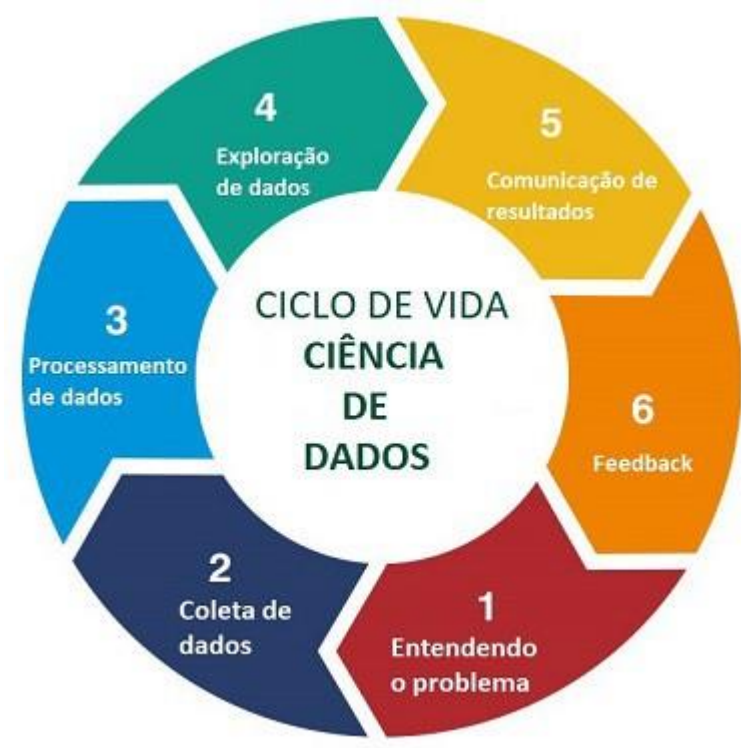 CICLO DE VIDA
CIÊNCIA
DE
DADOS
1
Entendendo
o problema
2
Coleta de
dados
3
Processamento
de dados
4
Exploração
de dados
5
Comunicação de
resultados
6
Feedback